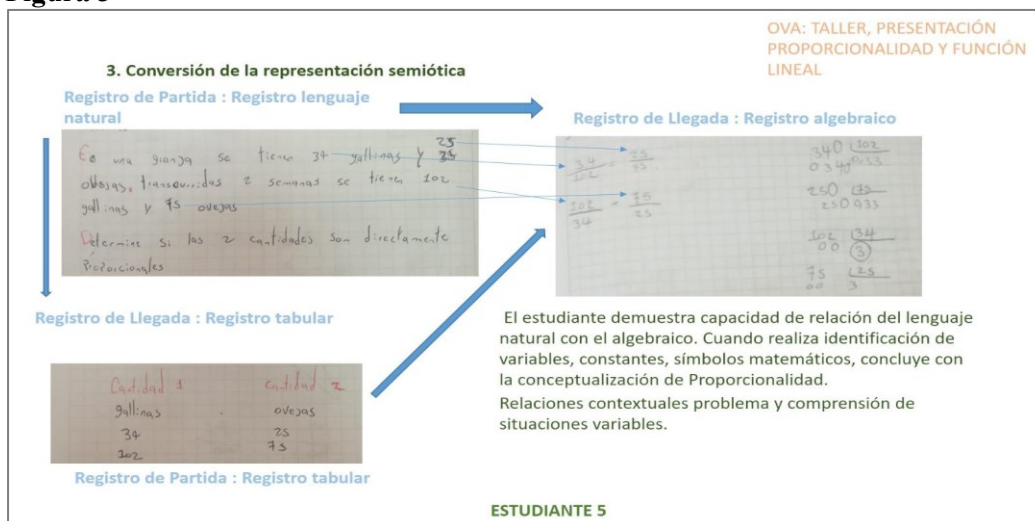 OVA: TALLER, PRESENTACIÓN
PROPORCIONALIDAD Y FUNCIÓN
LINEAL
3. Conversión de la representación semiótica
Registro de Partida : Registro lenguaje
natural
25
En una granja se tienen 34 gallinas y
obejas, transcurridas 2 semanas se tienen 102
gallinas y 75 ovejas
Determine si las 2 cantidades son directamente
Proporcionales
Registro de Llegada : Registro algebraico
34/102 = 25/75
102/34 = 75/25
340 102
0340 0.33
250 75
250 0.33
102 34
00 3
75 25
00 3
Registro de Llegada : Registro tabular
Cantidad 1 Cantidad 2
gallinas ovejas
34 25
102 75
Registro de Partida : Registro tabular
El estudiante demuestra capacidad de relación del lenguaje
natural con el algebraico. Cuando realiza identificación de
variables, constantes, símbolos matemáticos, concluye con
la conceptualización de Proporcionalidad.
Relaciones contextuales problema y comprensión de
situaciones variables.
ESTUDIANTE 5